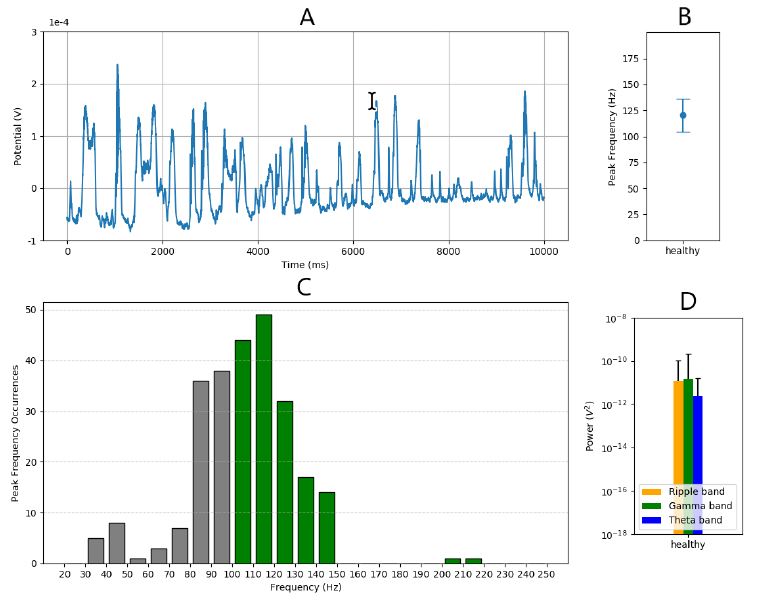 A
1e−4
3
2
1
0
-1
Potential (V)
0 2000 4000 6000 8000 10000
Time (ms)
B
175
150
125
100
75
50
25
0
Peak Frequency (Hz)
healthy
C
50
40
30
20
10
0
Peak Frequency Occurrences
20 30 40 50 60 70 80 90 100 110 120 130 140 150 160 170 180 190 200 210 220 230 240 250
Frequency (Hz)
D
10⁻⁸
10⁻¹⁰
10⁻¹²
10⁻¹⁴
10⁻¹⁶
10⁻¹⁸
Power (V²)
Ripple band
Gamma band
Theta band
healthy